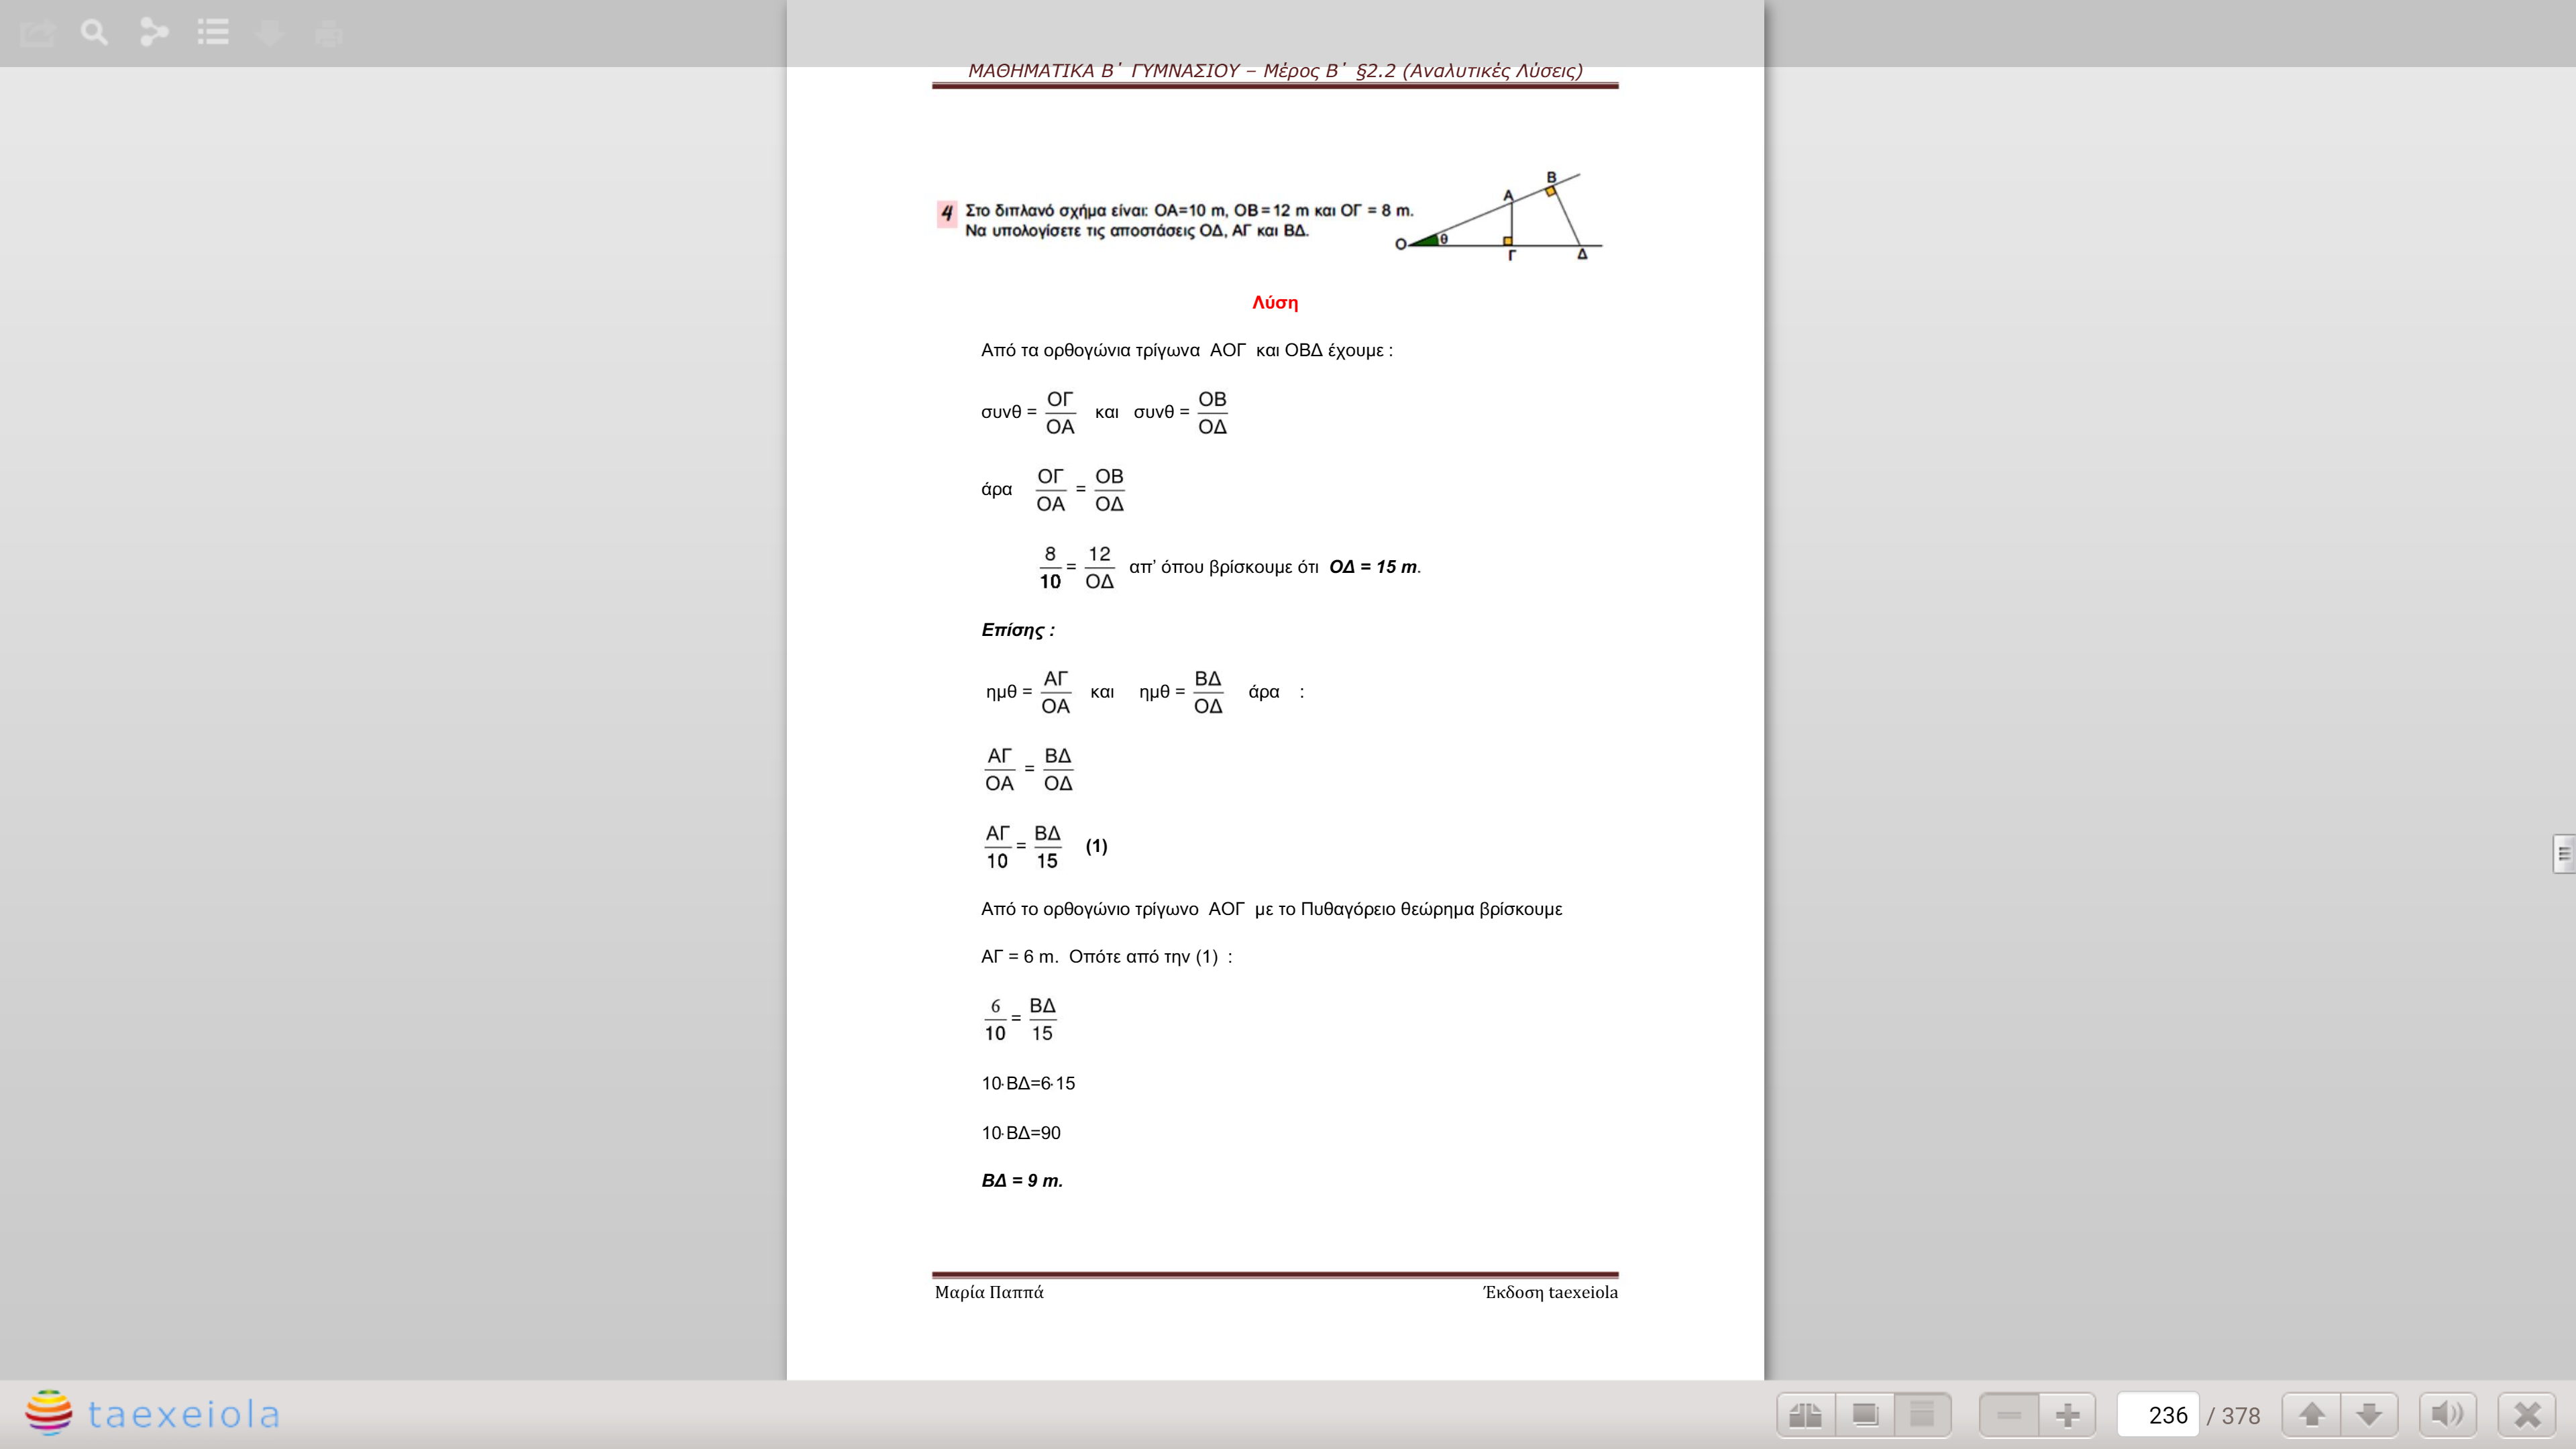 ΜΑΘΗΜΑΤΙΚΑ Β΄ ΓΥΜΝΑΣΙΟΥ – Μέρος Β΄ §2.2 (Αναλυτικές Λύσεις)
4 Στο διπλανό σχήμα είναι: ΟΑ=10 m, ΟΒ=12 m και ΟΓ = 8 m.
Να υπολογίσετε τις αποστάσεις ΟΔ, ΑΓ και ΒΔ.
Β
Α
Ο θ
Γ Δ
Λύση
Από τα ορθογώνια τρίγωνα ΑΟΓ και ΟΒΔ έχουμε :
συνθ = ΟΓ/ΟΑ και συνθ = ΟΒ/ΟΔ
άρα ΟΓ/ΟΑ = ΟΒ/ΟΔ
8/10 = 12/ΟΔ απ’ όπου βρίσκουμε ότι ΟΔ = 15 m.
Επίσης :
ημθ = ΑΓ/ΟΑ και ημθ = ΒΔ/ΟΔ άρα :
ΑΓ/ΟΑ = ΒΔ/ΟΔ
ΑΓ/10 = ΒΔ/15 (1)
Από το ορθογώνιο τρίγωνο ΑΟΓ με το Πυθαγόρειο θεώρημα βρίσκουμε
ΑΓ = 6 m. Οπότε από την (1) :
6/10 = ΒΔ/15
10·ΒΔ=6·15
10·ΒΔ=90
ΒΔ = 9 m.
Μαρία Παππά Έκδοση taexeiola
taexeiola 236 / 378